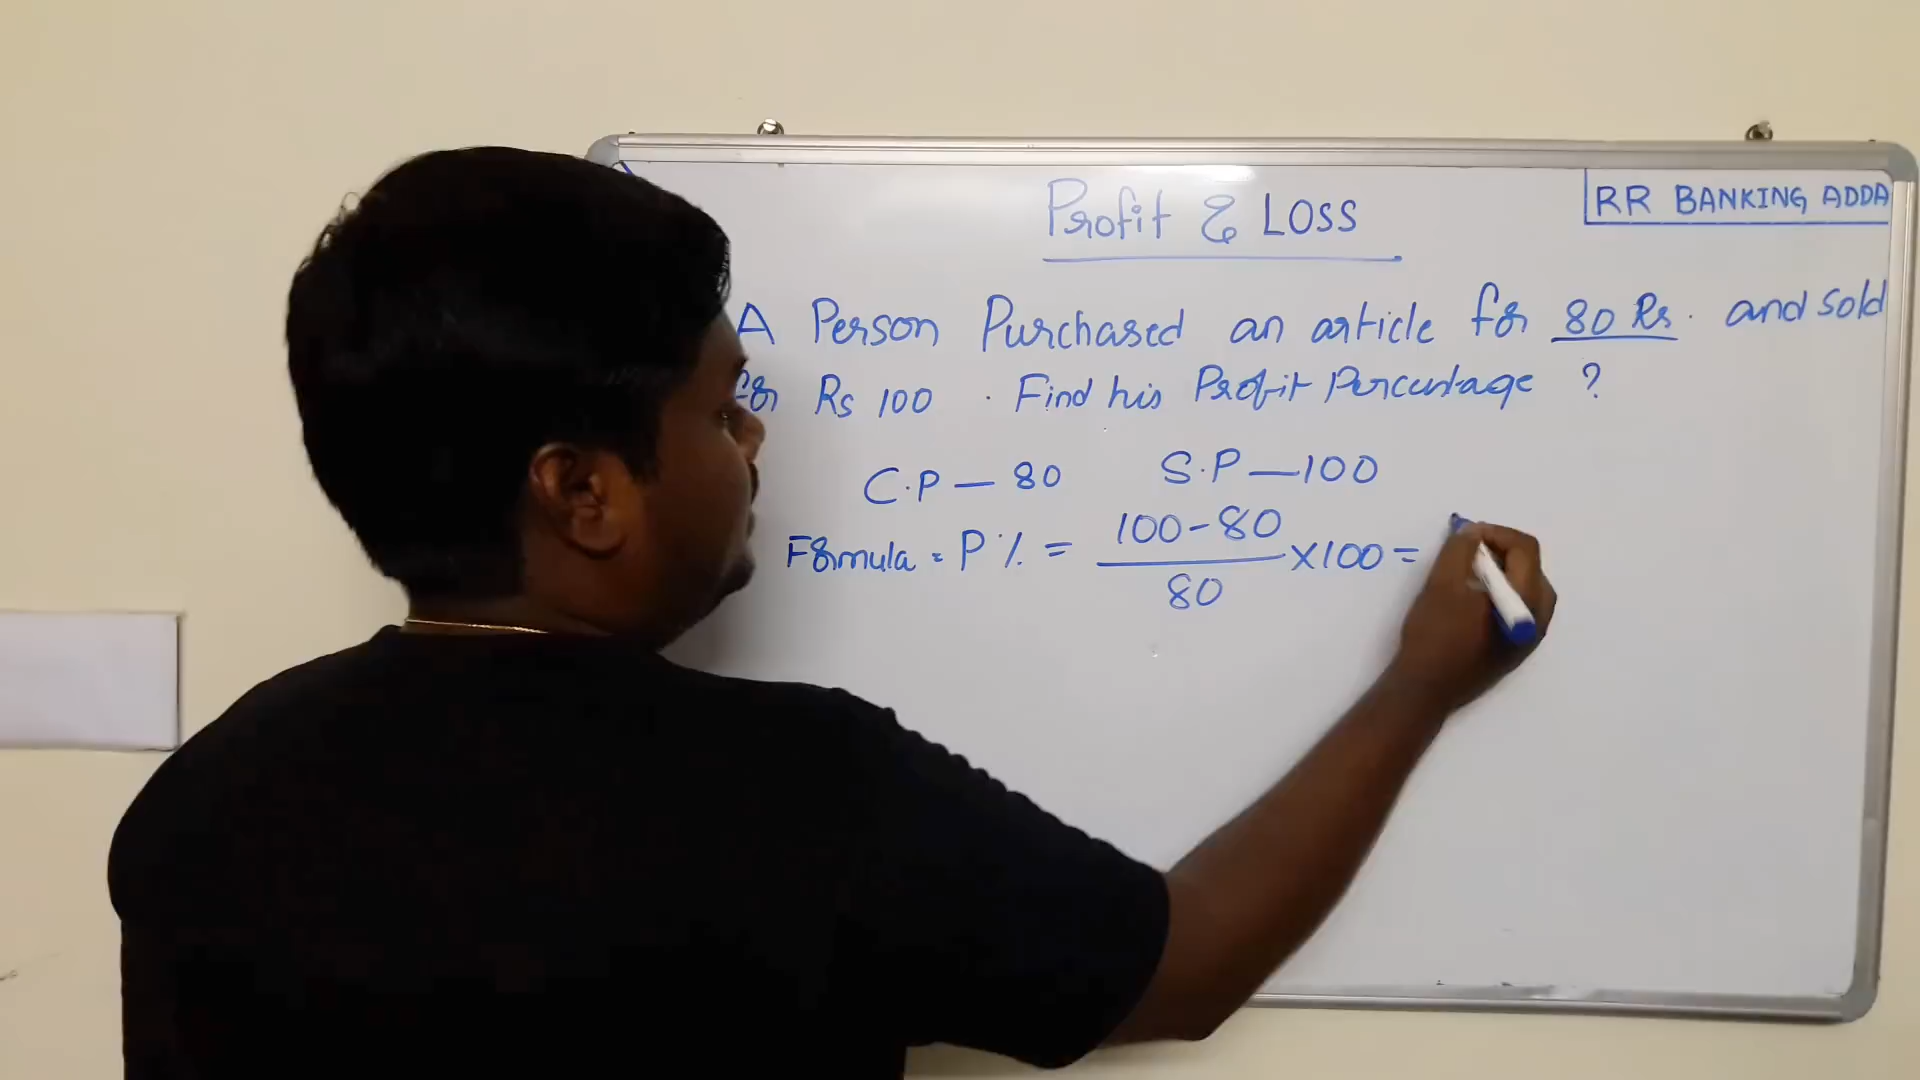 Profit & LOSS
RR BANKING ADDA
A Person Purchased an article for 80 Rs. and sold
for Rs 100. Find his Profit Percentage ?
C.P — 80 S.P — 100
Formula = P% = 100-80
80
×100 =